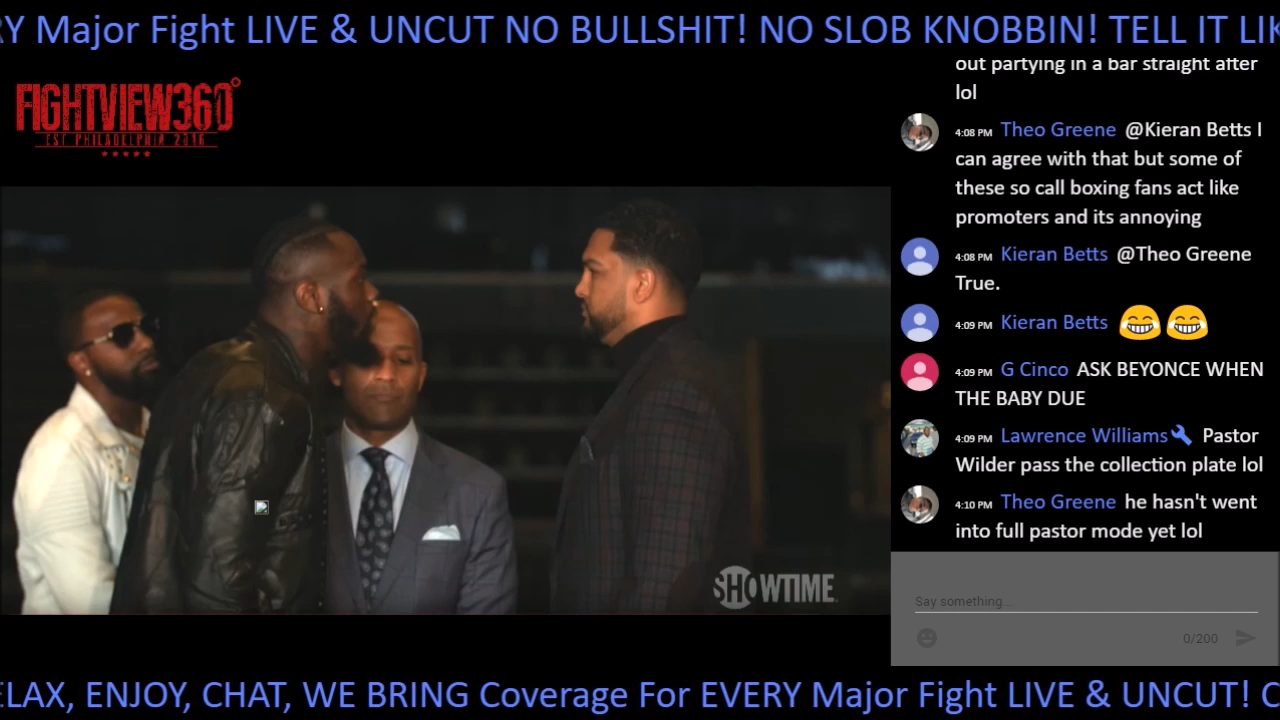 RY Major Fight LIVE & UNCUT NO BULLSHIT! NO SLOB KNOBBIN! TELL IT LIK
FIGHTVIEW360°
EST PHILADELPHIA 2016
SHOWTIME
out partying in a bar straight after
lol
4:08 PM Theo Greene @Kieran Betts I
can agree with that but some of
these so call boxing fans act like
promoters and its annoying
4:08 PM Kieran Betts @Theo Greene
True.
4:09 PM Kieran Betts 😂😂
4:09 PM G Cinco ASK BEYONCE WHEN
THE BABY DUE
4:09 PM Lawrence Williams🔧 Pastor
Wilder pass the collection plate lol
4:10 PM Theo Greene he hasn't went
into full pastor mode yet lol
Say something...
0/200
ELAX, ENJOY, CHAT, WE BRING Coverage For EVERY Major Fight LIVE & UNCUT! C